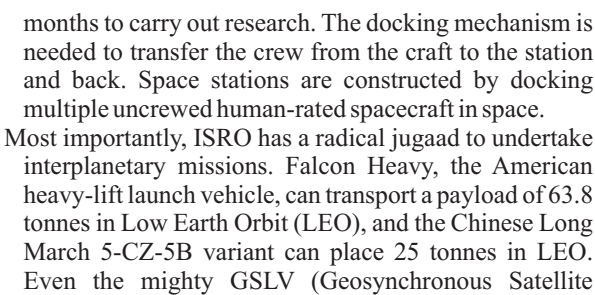 months to carry out research. The docking mechanism is
needed to transfer the crew from the craft to the station
and back. Space stations are constructed by docking
multiple uncrewed human-rated spacecraft in space.
Most importantly, ISRO has a radical jugaad to undertake
interplanetary missions. Falcon Heavy, the American
heavy-lift launch vehicle, can transport a payload of 63.8
tonnes in Low Earth Orbit (LEO), and the Chinese Long
March 5-CZ-5B variant can place 25 tonnes in LEO.
Even the mighty GSLV (Geosynchronous Satellite